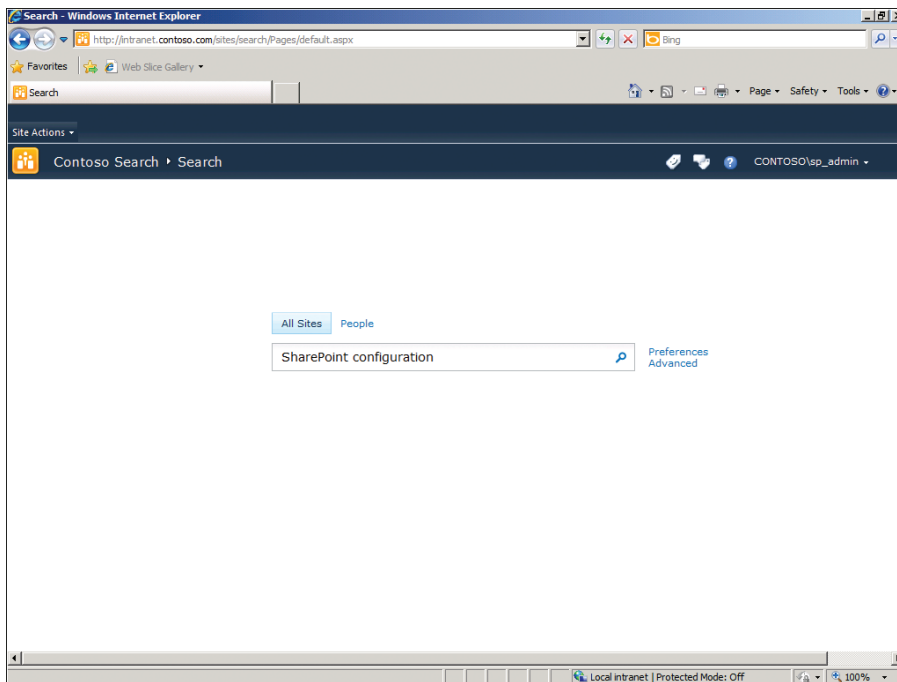 Search - Windows Internet Explorer
http://intranet.contoso.com/sites/search/Pages/default.aspx
Bing
Favorites
Web Slice Gallery
Search
Page
Safety
Tools
Site Actions
Contoso Search
Search
CONTOSO\sp_admin
All Sites
People
SharePoint configuration
Preferences
Advanced
Local intranet | Protected Mode: Off
100%